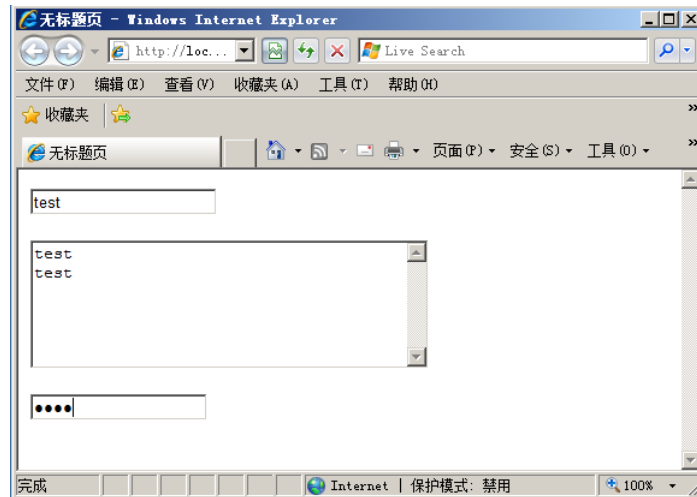 无标题页 - Windows Internet Explorer
http://loc... Live Search
文件(F) 编辑(E) 查看(V) 收藏夹(A) 工具(T) 帮助(H)
收藏夹
无标题页 页面(P) 安全(S) 工具(O)
test
test
test
••••
完成 Internet | 保护模式: 禁用 100%